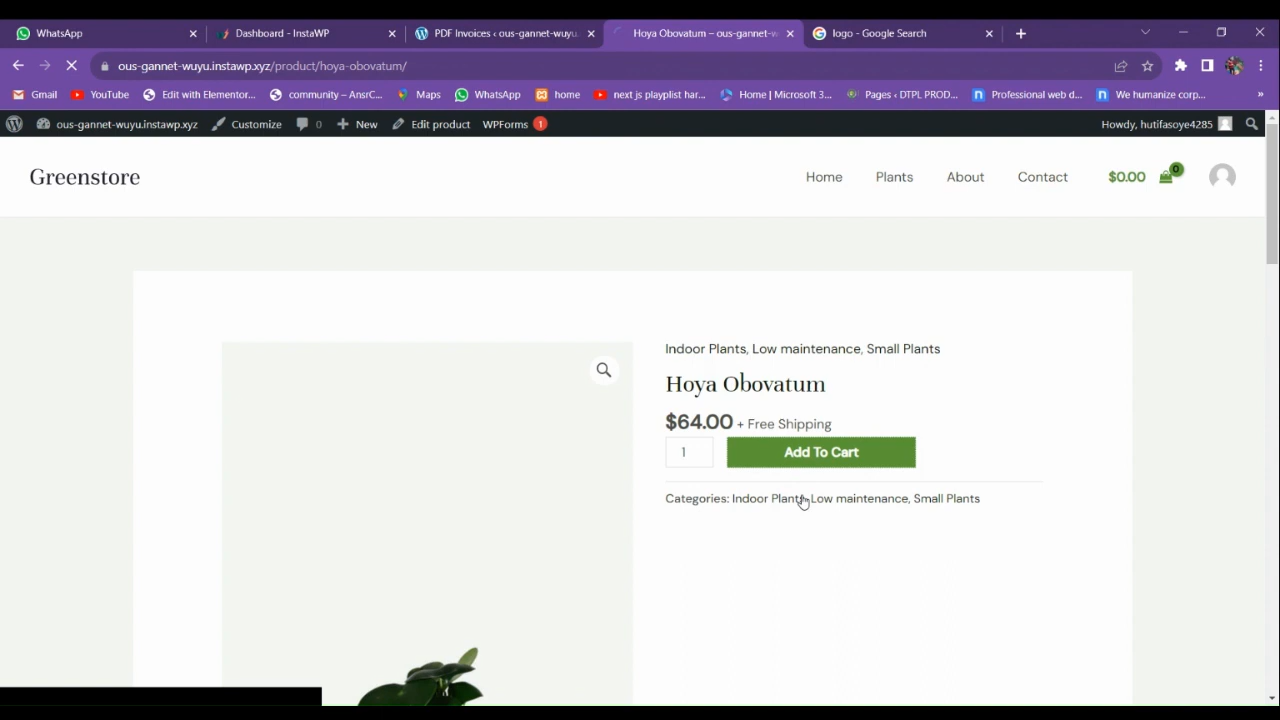 WhatsApp
Dashboard - InstaWP
PDF Invoices ‹ ous-gannet-wuyu.
Hoya Obovatum – ous-gannet-w
logo - Google Search
ous-gannet-wuyu.instawp.xyz/product/hoya-obovatum/
Gmail
YouTube
Edit with Elementor...
community – AnsrC...
Maps
WhatsApp
home
next js playplist har...
Home | Microsoft 3...
Pages ‹ DTPL PROD...
Professional web d...
We humanize corp...
»
ous-gannet-wuyu.instawp.xyz
Customize
0
New
Edit product
WPForms 1
Howdy, hutifasoye4285
Greenstore
Home
Plants
About
Contact
$0.00
0
Indoor Plants, Low maintenance, Small Plants
Hoya Obovatum
$64.00 + Free Shipping
1
Add To Cart
Categories: Indoor Plants, Low maintenance, Small Plants